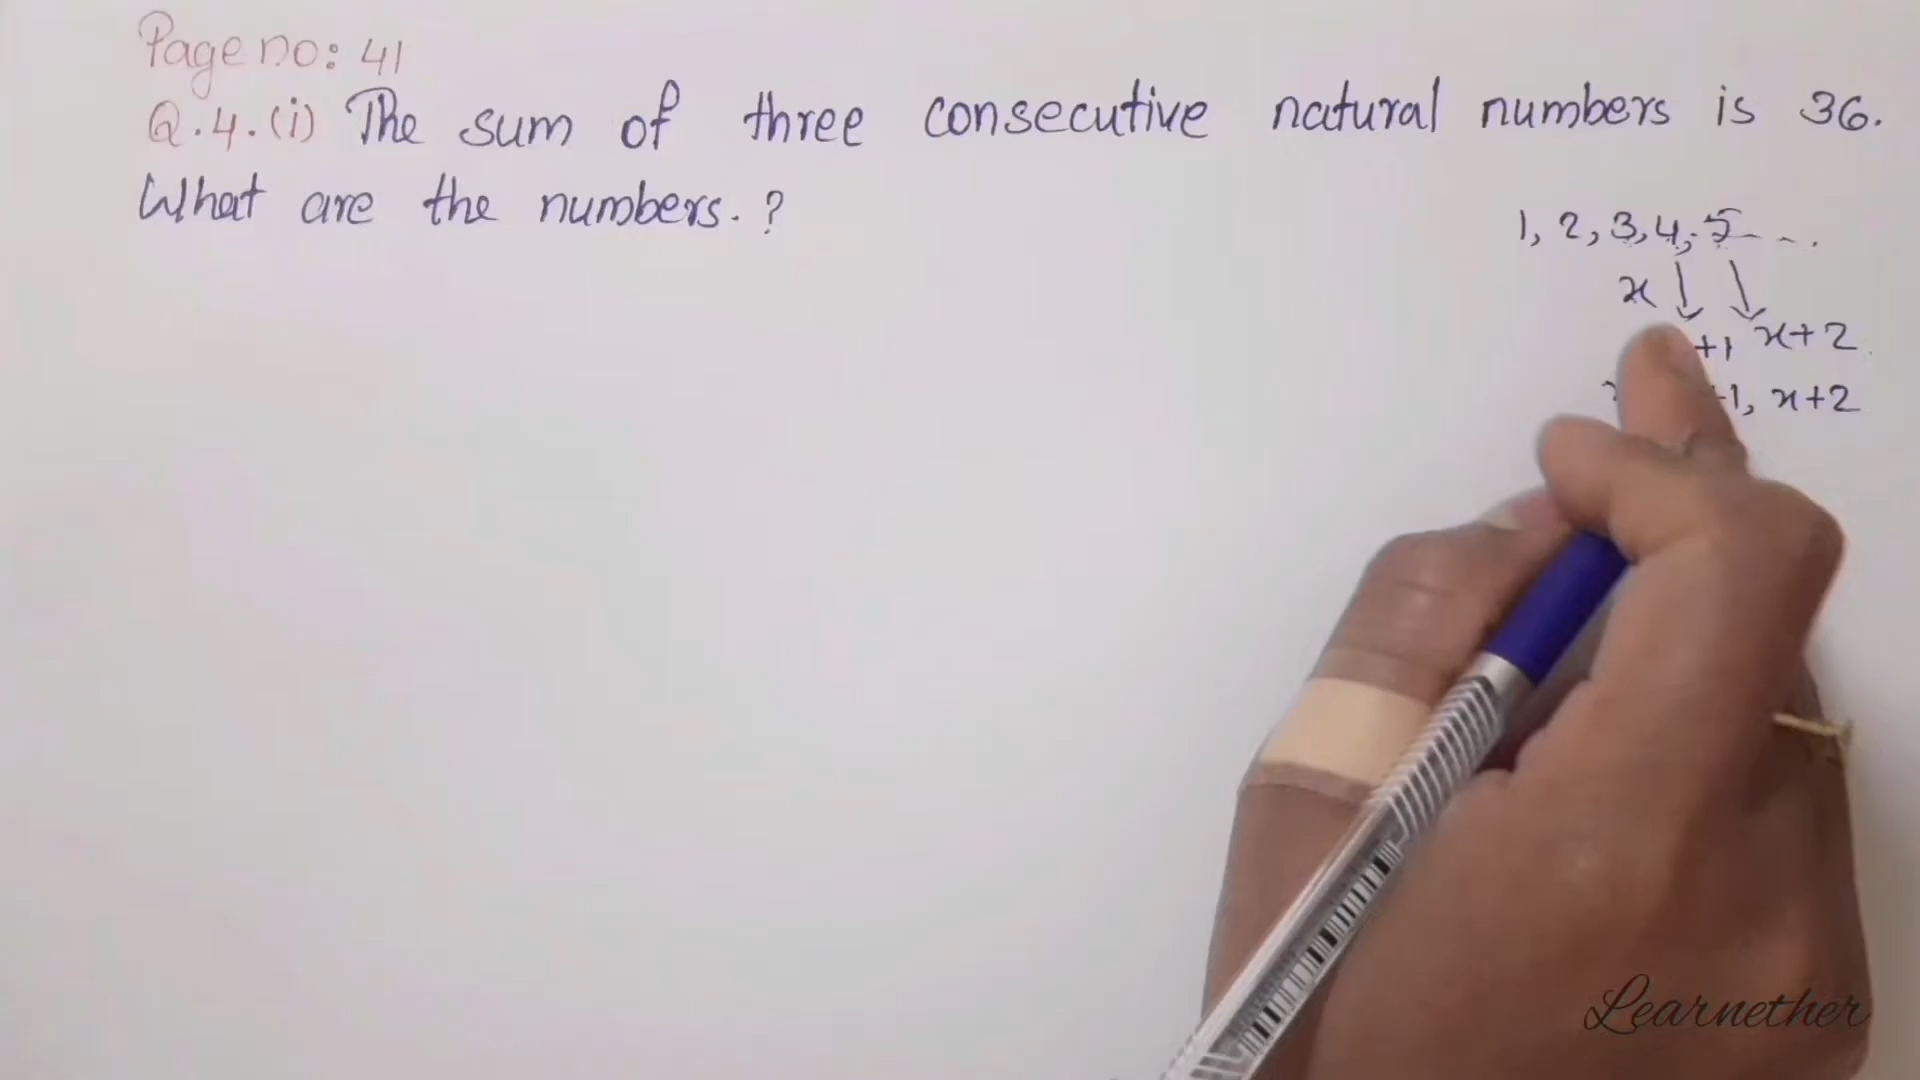 Page no: 41
Q.4.(i) The sum of three consecutive natural numbers is 36.
What are the numbers.?
1, 2, 3, 4, 5 - - .
x
+1 x+2
1, x+2
Learnether